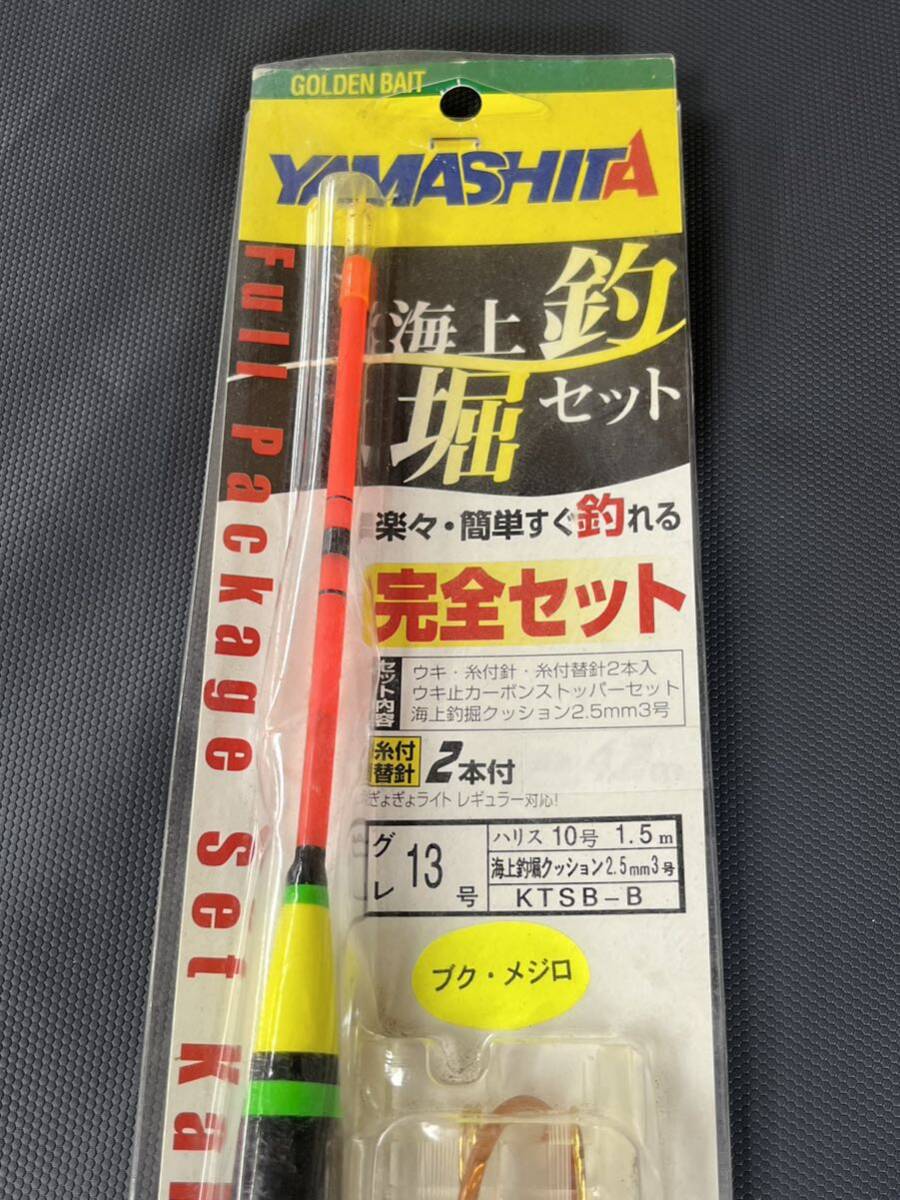 GOLDEN BAIT
YAMASHITA
海上釣
堀セット
楽々・簡単すぐ釣れる
完全セット
セット内容
ウキ・糸付針・糸付替針2本入
ウキ止カーボンストッパーセット
海上釣掘クッション2.5mm3号
糸付
替針
2本付
ぎょぎょライト レギュラー対応!
グレ
13号
ハリス 10号 1.5m
海上釣堀クッション2.5mm3号
KTSB-B
ブク・メジロ
Full Package Set Kai